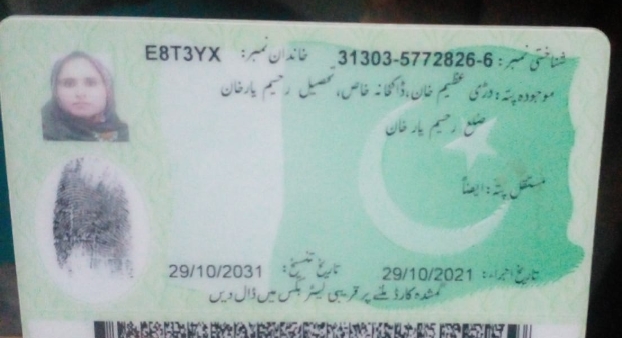 شناختی نمبر: 31303-5772826-6 خاندان نمبر: E8T3YX
موجودہ پتہ: وڑی عظیم خان، ڈاکخانہ خاص، تحصیل رحیم یار خان
ضلع رحیم یار خان
مستقل پتہ: ایضاً
تاریخ اجراء: 29/10/2021 تاریخ تنسیخ: 29/10/2031
گمشدہ کارڈ ملنے پر قریبی لیٹر بکس میں ڈال دیں